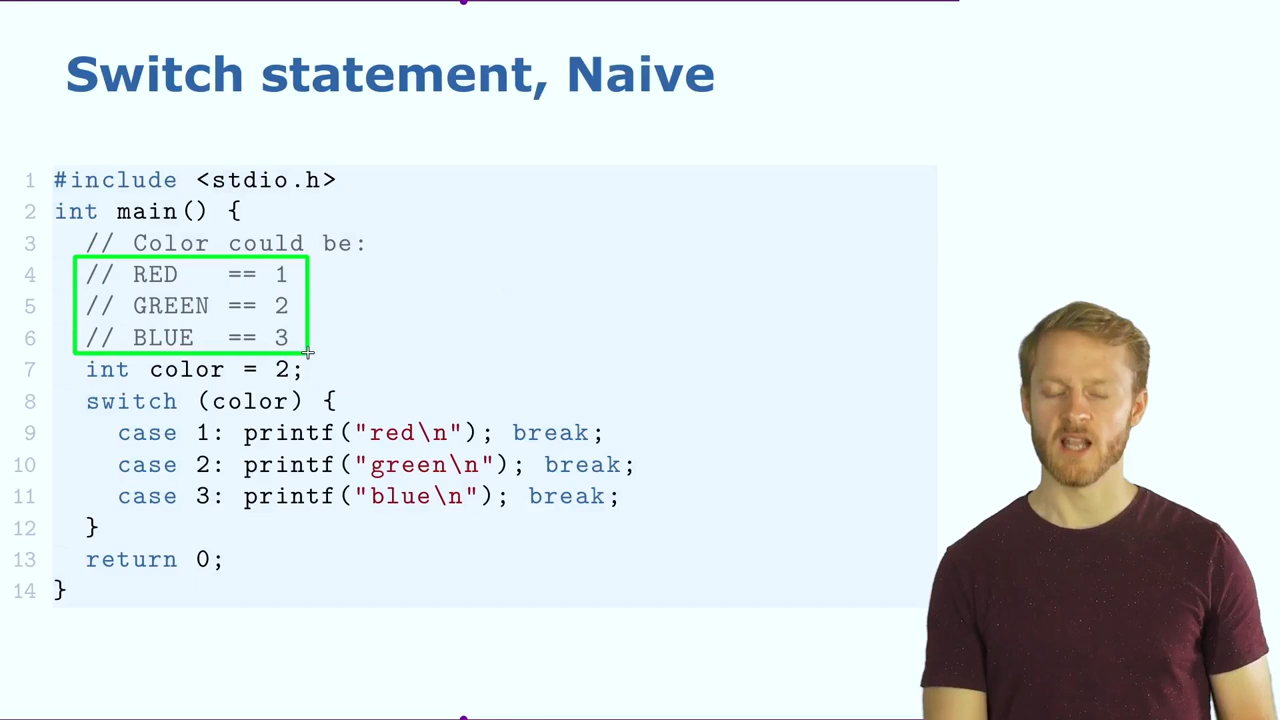 Switch statement, Naive
1 #include <stdio.h>
2 int main() {
3   // Color could be:
4   // RED   == 1
5   // GREEN == 2
6   // BLUE  == 3
7   int color = 2;
8   switch (color) {
9     case 1: printf("red\n"); break;
10     case 2: printf("green\n"); break;
11     case 3: printf("blue\n"); break;
12   }
13   return 0;
14 }